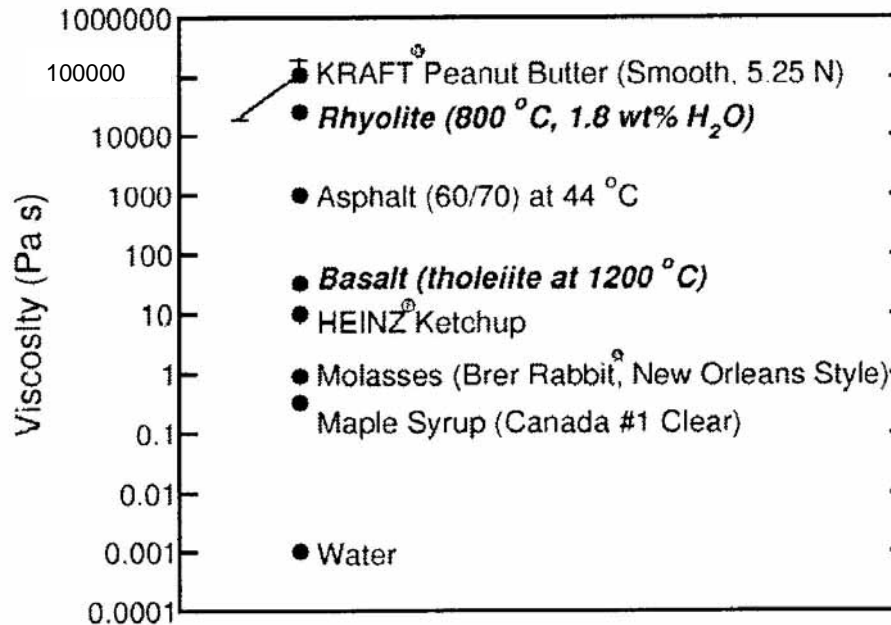 1000000
100000
10000
1000
100
10
1
0.1
0.01
0.001
0.0001
Viscosity (Pa s)
KRAFT® Peanut Butter (Smooth, 5.25 N)
Rhyolite (800 °C, 1.8 wt% H₂O)
Asphalt (60/70) at 44 °C
Basalt (tholeiite at 1200 °C)
HEINZ® Ketchup
Molasses (Brer Rabbit®, New Orleans Style)
Maple Syrup (Canada #1 Clear)
Water